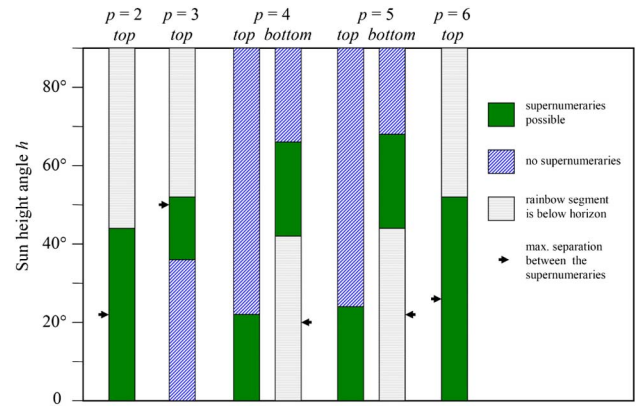 p = 2 p = 3 p = 4 p = 5 p = 6
top top top bottom top bottom top
80°
60°
40°
20°
0
Sun height angle h
supernumeraries
possible
no supernumeraries
rainbow segment
is below horizon
max. separation
between the
supernumeraries